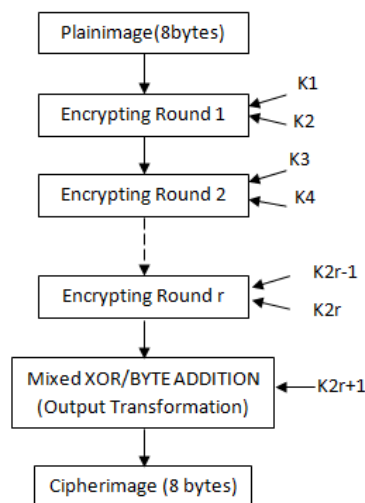 Plainimage(8bytes)
K1
Encrypting Round 1
K2
K3
Encrypting Round 2
K4
K2r-1
Encrypting Round r
K2r
Mixed XOR/BYTE ADDITION
(Output Transformation)
K2r+1
Cipherimage (8 bytes)